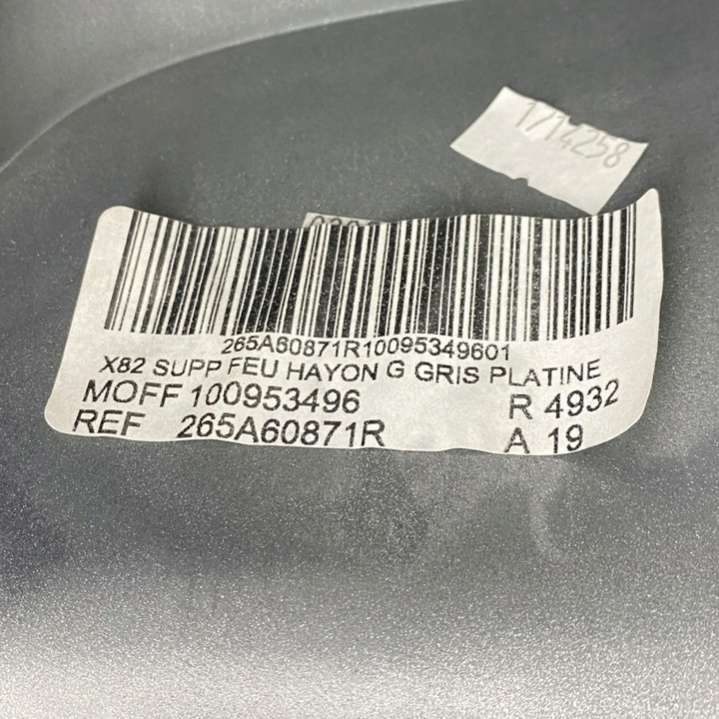 1714258
265A60871R10095349601
X82 SUPP FEU HAYON G GRIS PLATINE
MOFF 100953496 R 4932
REF 265A60871R A 19